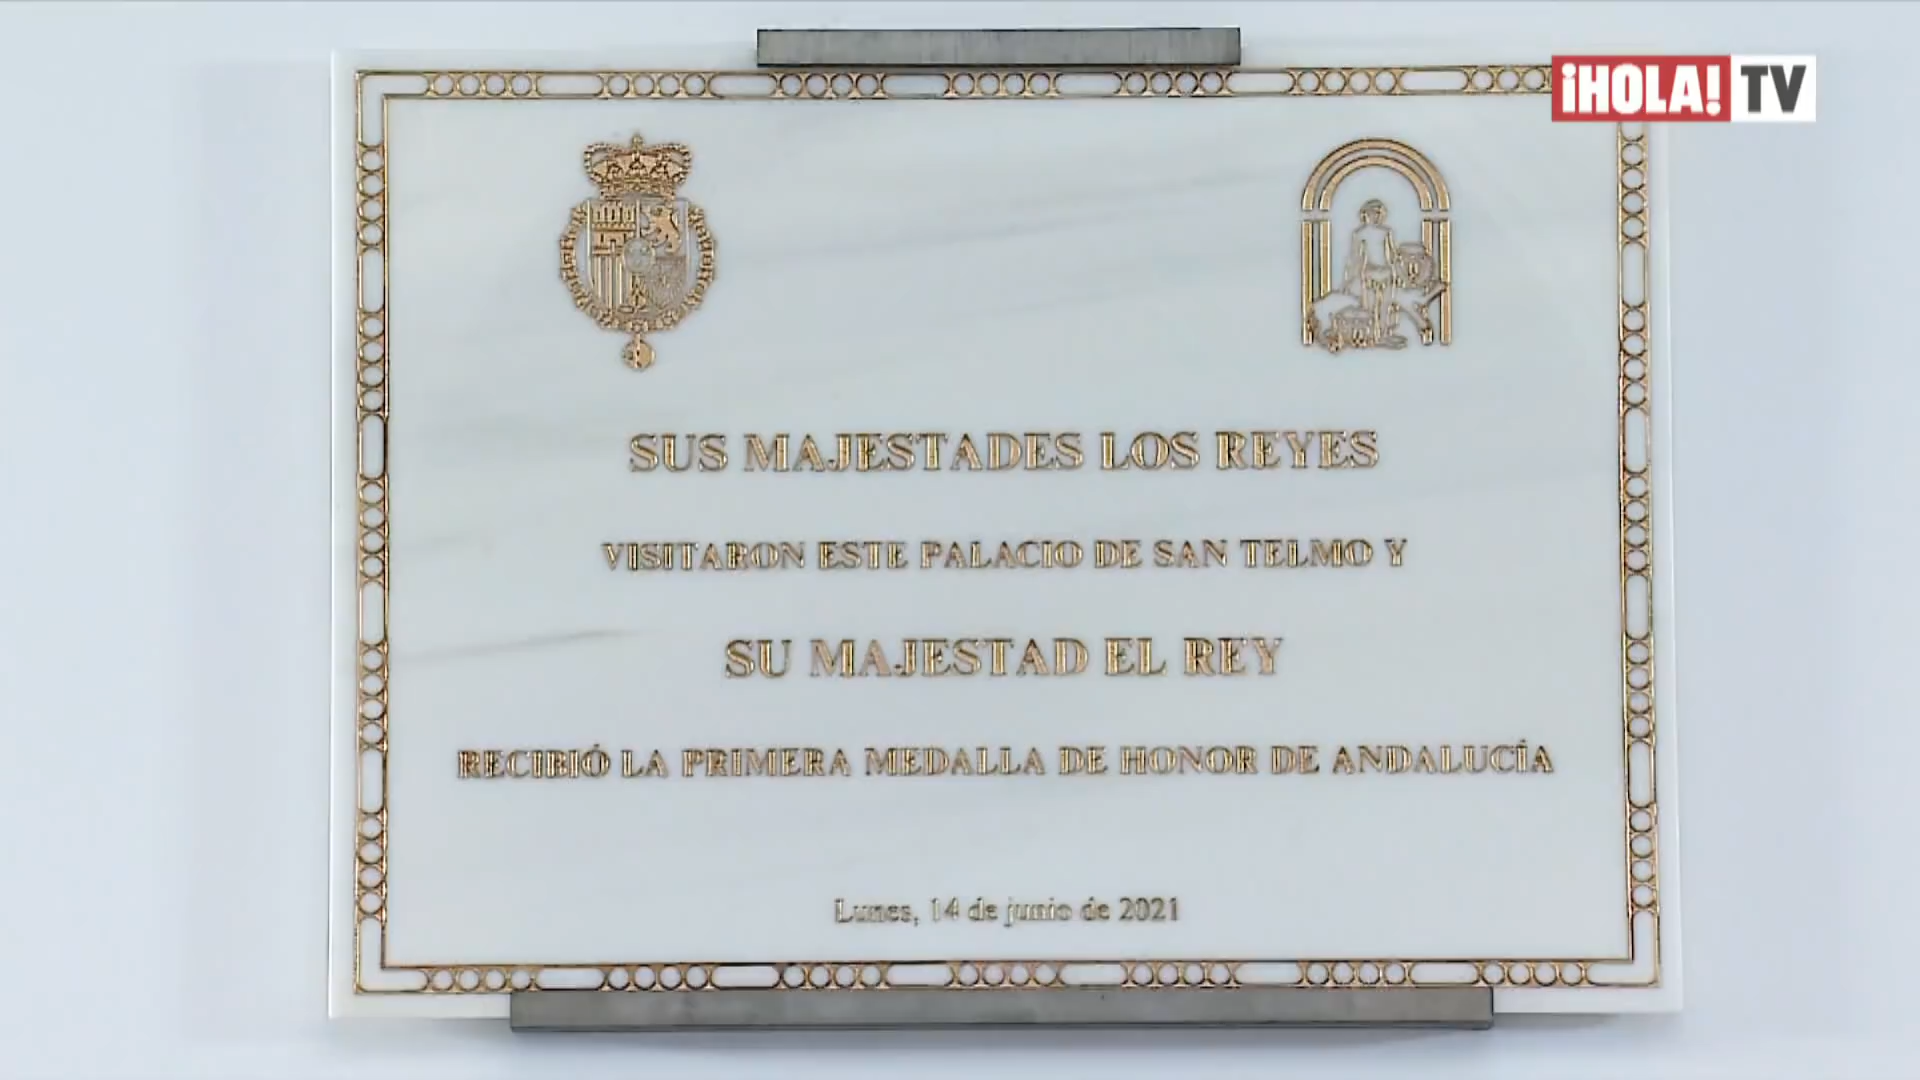 ¡HOLA! TV
SUS MAJESTADES LOS REYES
VISITARON ESTE PALACIO DE SAN TELMO Y
SU MAJESTAD EL REY
RECIBIÓ LA PRIMERA MEDALLA DE HONOR DE ANDALUCÍA
Lunes, 14 de junio de 2021